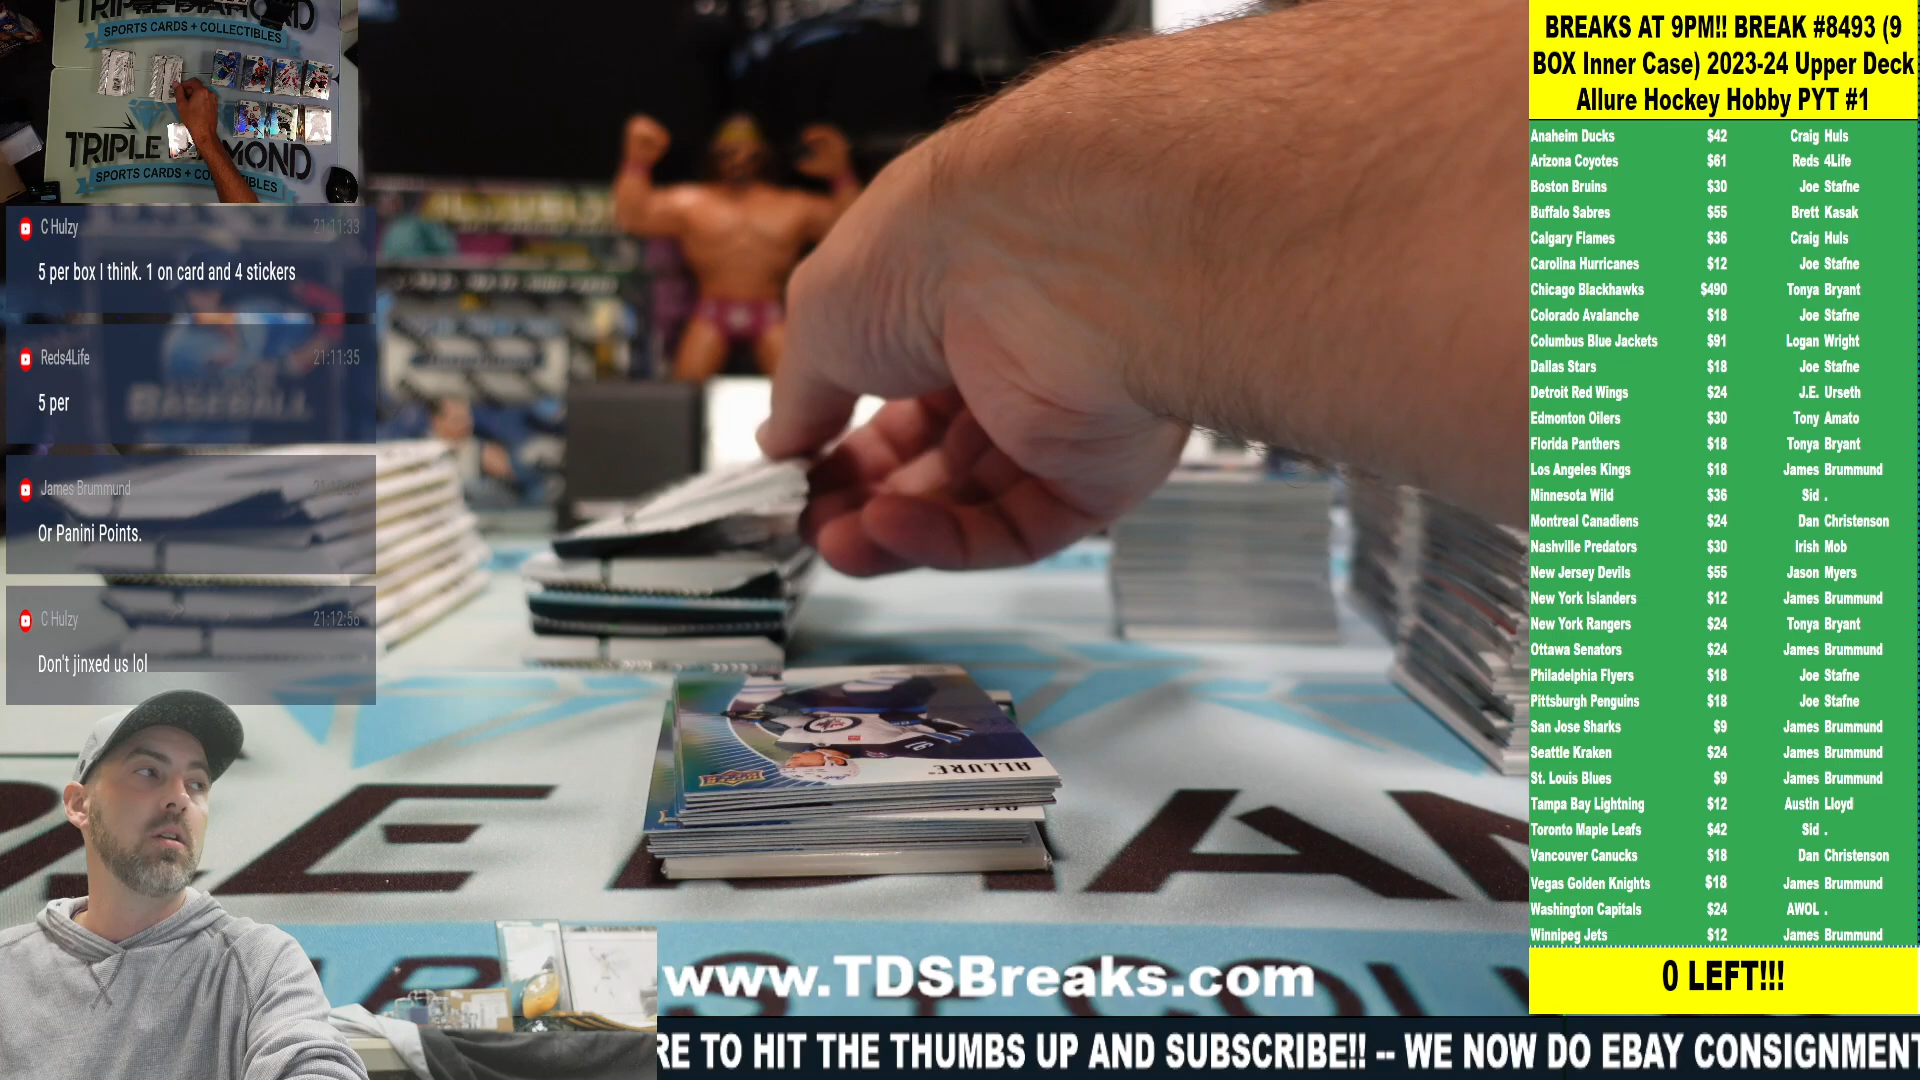 TRIPLE DIAMOND
SPORTS CARDS + COLLECTIBLES
TRIPLE DIAMOND
SPORTS CARDS + COLLECTIBLES
C Hulzy 21:11:33
5 per box I think. 1 on card and 4 stickers
Reds4Life 21:11:35
5 per
James Brummund
Or Panini Points.
C Hulzy 21:12:56
Don't jinxed us lol
BASEBALL
ALLURE
www.TDSBreaks.com
RE TO HIT THE THUMBS UP AND SUBSCRIBE!! -- WE NOW DO EBAY CONSIGNMENT
BREAKS AT 9PM!! BREAK #8493 (9
BOX Inner Case) 2023-24 Upper Deck
Allure Hockey Hobby PYT #1
Anaheim Ducks $42 Craig Huls
Arizona Coyotes $61 Reds 4Life
Boston Bruins $30 Joe Stafne
Buffalo Sabres $55 Brett Kasak
Calgary Flames $36 Craig Huls
Carolina Hurricanes $12 Joe Stafne
Chicago Blackhawks $490 Tonya Bryant
Colorado Avalanche $18 Joe Stafne
Columbus Blue Jackets $91 Logan Wright
Dallas Stars $18 Joe Stafne
Detroit Red Wings $24 J.E. Urseth
Edmonton Oilers $30 Tony Amato
Florida Panthers $18 Tonya Bryant
Los Angeles Kings $18 James Brummund
Minnesota Wild $36 Sid .
Montreal Canadiens $24 Dan Christenson
Nashville Predators $30 Irish Mob
New Jersey Devils $55 Jason Myers
New York Islanders $12 James Brummund
New York Rangers $24 Tonya Bryant
Ottawa Senators $24 James Brummund
Philadelphia Flyers $18 Joe Stafne
Pittsburgh Penguins $18 Joe Stafne
San Jose Sharks $9 James Brummund
Seattle Kraken $24 James Brummund
St. Louis Blues $9 James Brummund
Tampa Bay Lightning $12 Austin Lloyd
Toronto Maple Leafs $42 Sid .
Vancouver Canucks $18 Dan Christenson
Vegas Golden Knights $18 James Brummund
Washington Capitals $24 AWOL .
Winnipeg Jets $12 James Brummund
0 LEFT!!!